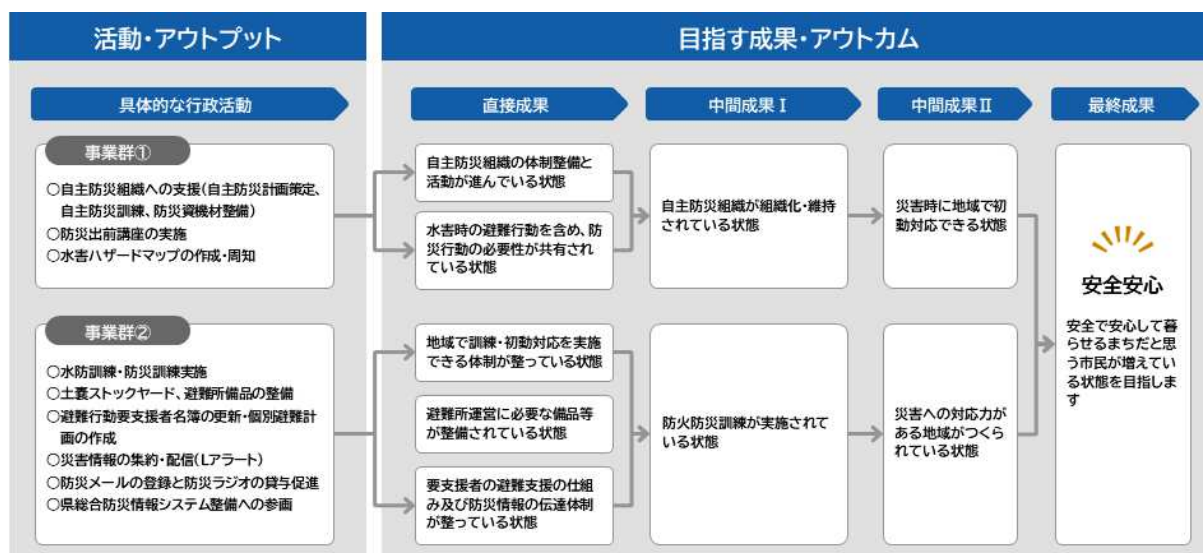 活動・アウトプット
目指す成果・アウトカム
具体的な行政活動
直接成果
中間成果Ⅰ
中間成果Ⅱ
最終成果
事業群①
○自主防災組織への支援(自主防災計画策定、
自主防災訓練、防災資機材整備)
○防災出前講座の実施
○水害ハザードマップの作成・周知
自主防災組織の体制整備と
活動が進んでいる状態
水害時の避難行動を含め、防
災行動の必要性が共有され
ている状態
自主防災組織が組織化・維持
されている状態
災害時に地域で初
動対応できる状態
事業群②
○水防訓練・防災訓練実施
○土嚢ストックヤード、避難所備品の整備
○避難行動要支援者名簿の更新・個別避難計
画の作成
○災害情報の集約・配信(Lアラート)
○防災メールの登録と防災ラジオの貸与促進
○県総合防災情報システム整備への参画
地域で訓練・初動対応を実施
できる体制が整っている状態
避難所運営に必要な備品等
が整備されている状態
要支援者の避難支援の仕組
み及び防災情報の伝達体制
が整っている状態
防火防災訓練が実施されて
いる状態
災害への対応力が
ある地域がつくら
れている状態
安全安心
安全で安心して暮
らせるまちだと思
う市民が増えてい
る状態を目指しま
す